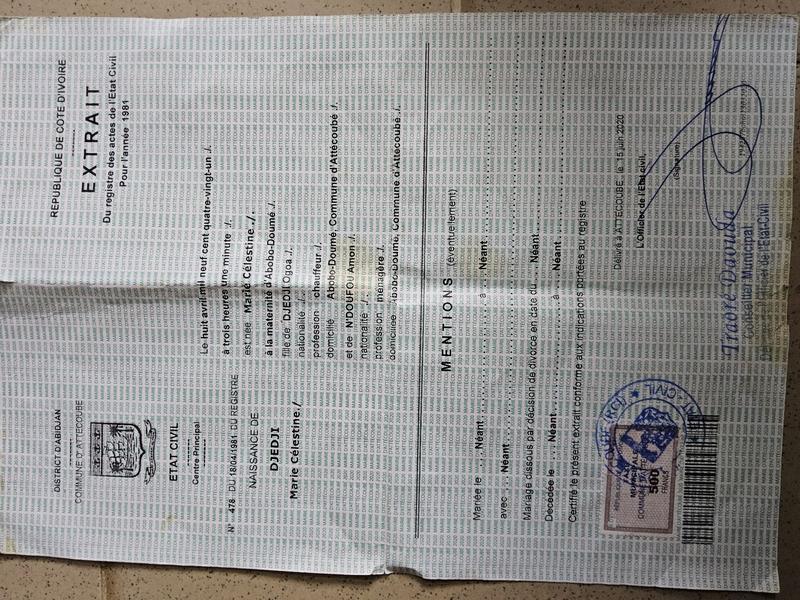 DISTRICT D'ABIDJAN
COMMUNE D'ATTECOUBE
ETAT CIVIL
Centre Principal
N° 478 DU 18/04/1981 DU REGISTRE
NAISSANCE DE
DJEDJI
Marie Célestine./
REPUBLIQUE DE COTE D'IVOIRE
EXTRAIT
Du registre des actes de l'Etat Civil
Pour l'année 1981
Le huit avril mil neuf cent quatre-vingt-un ./.
à trois heures une minute ./.
est née Marie Célestine./.
à la maternité d'Abobo-Doumé ./.
fille de DJEDJI Ogoa ./.
nationalité ./.
profession chauffeur ./.
domicilié Abobo-Doumé, Commune d'Attécoubé ./.
et de N'DOUFOU Amon ./.
nationalité ./.
profession ménagère ./.
domiciliée Abobo-Doumé, Commune d'Attécoubé ./.
MENTIONS (éventuellement)
Mariée le .... Néant .... à .... Néant
avec .... Néant
Mariage dissous par décision de divorce en date du .... Néant
Décédée le .... Néant .... à .... Néant
Certifié le présent extrait conforme aux indications portées au registre
Délivré à ATTECOUBE , le 15 juin 2020
L'Officier de l'Etat civil,
(Signature)
Traoré Daouda
Conseiller Municipal
Officier de l'Etat-Civil
500
FRANCS